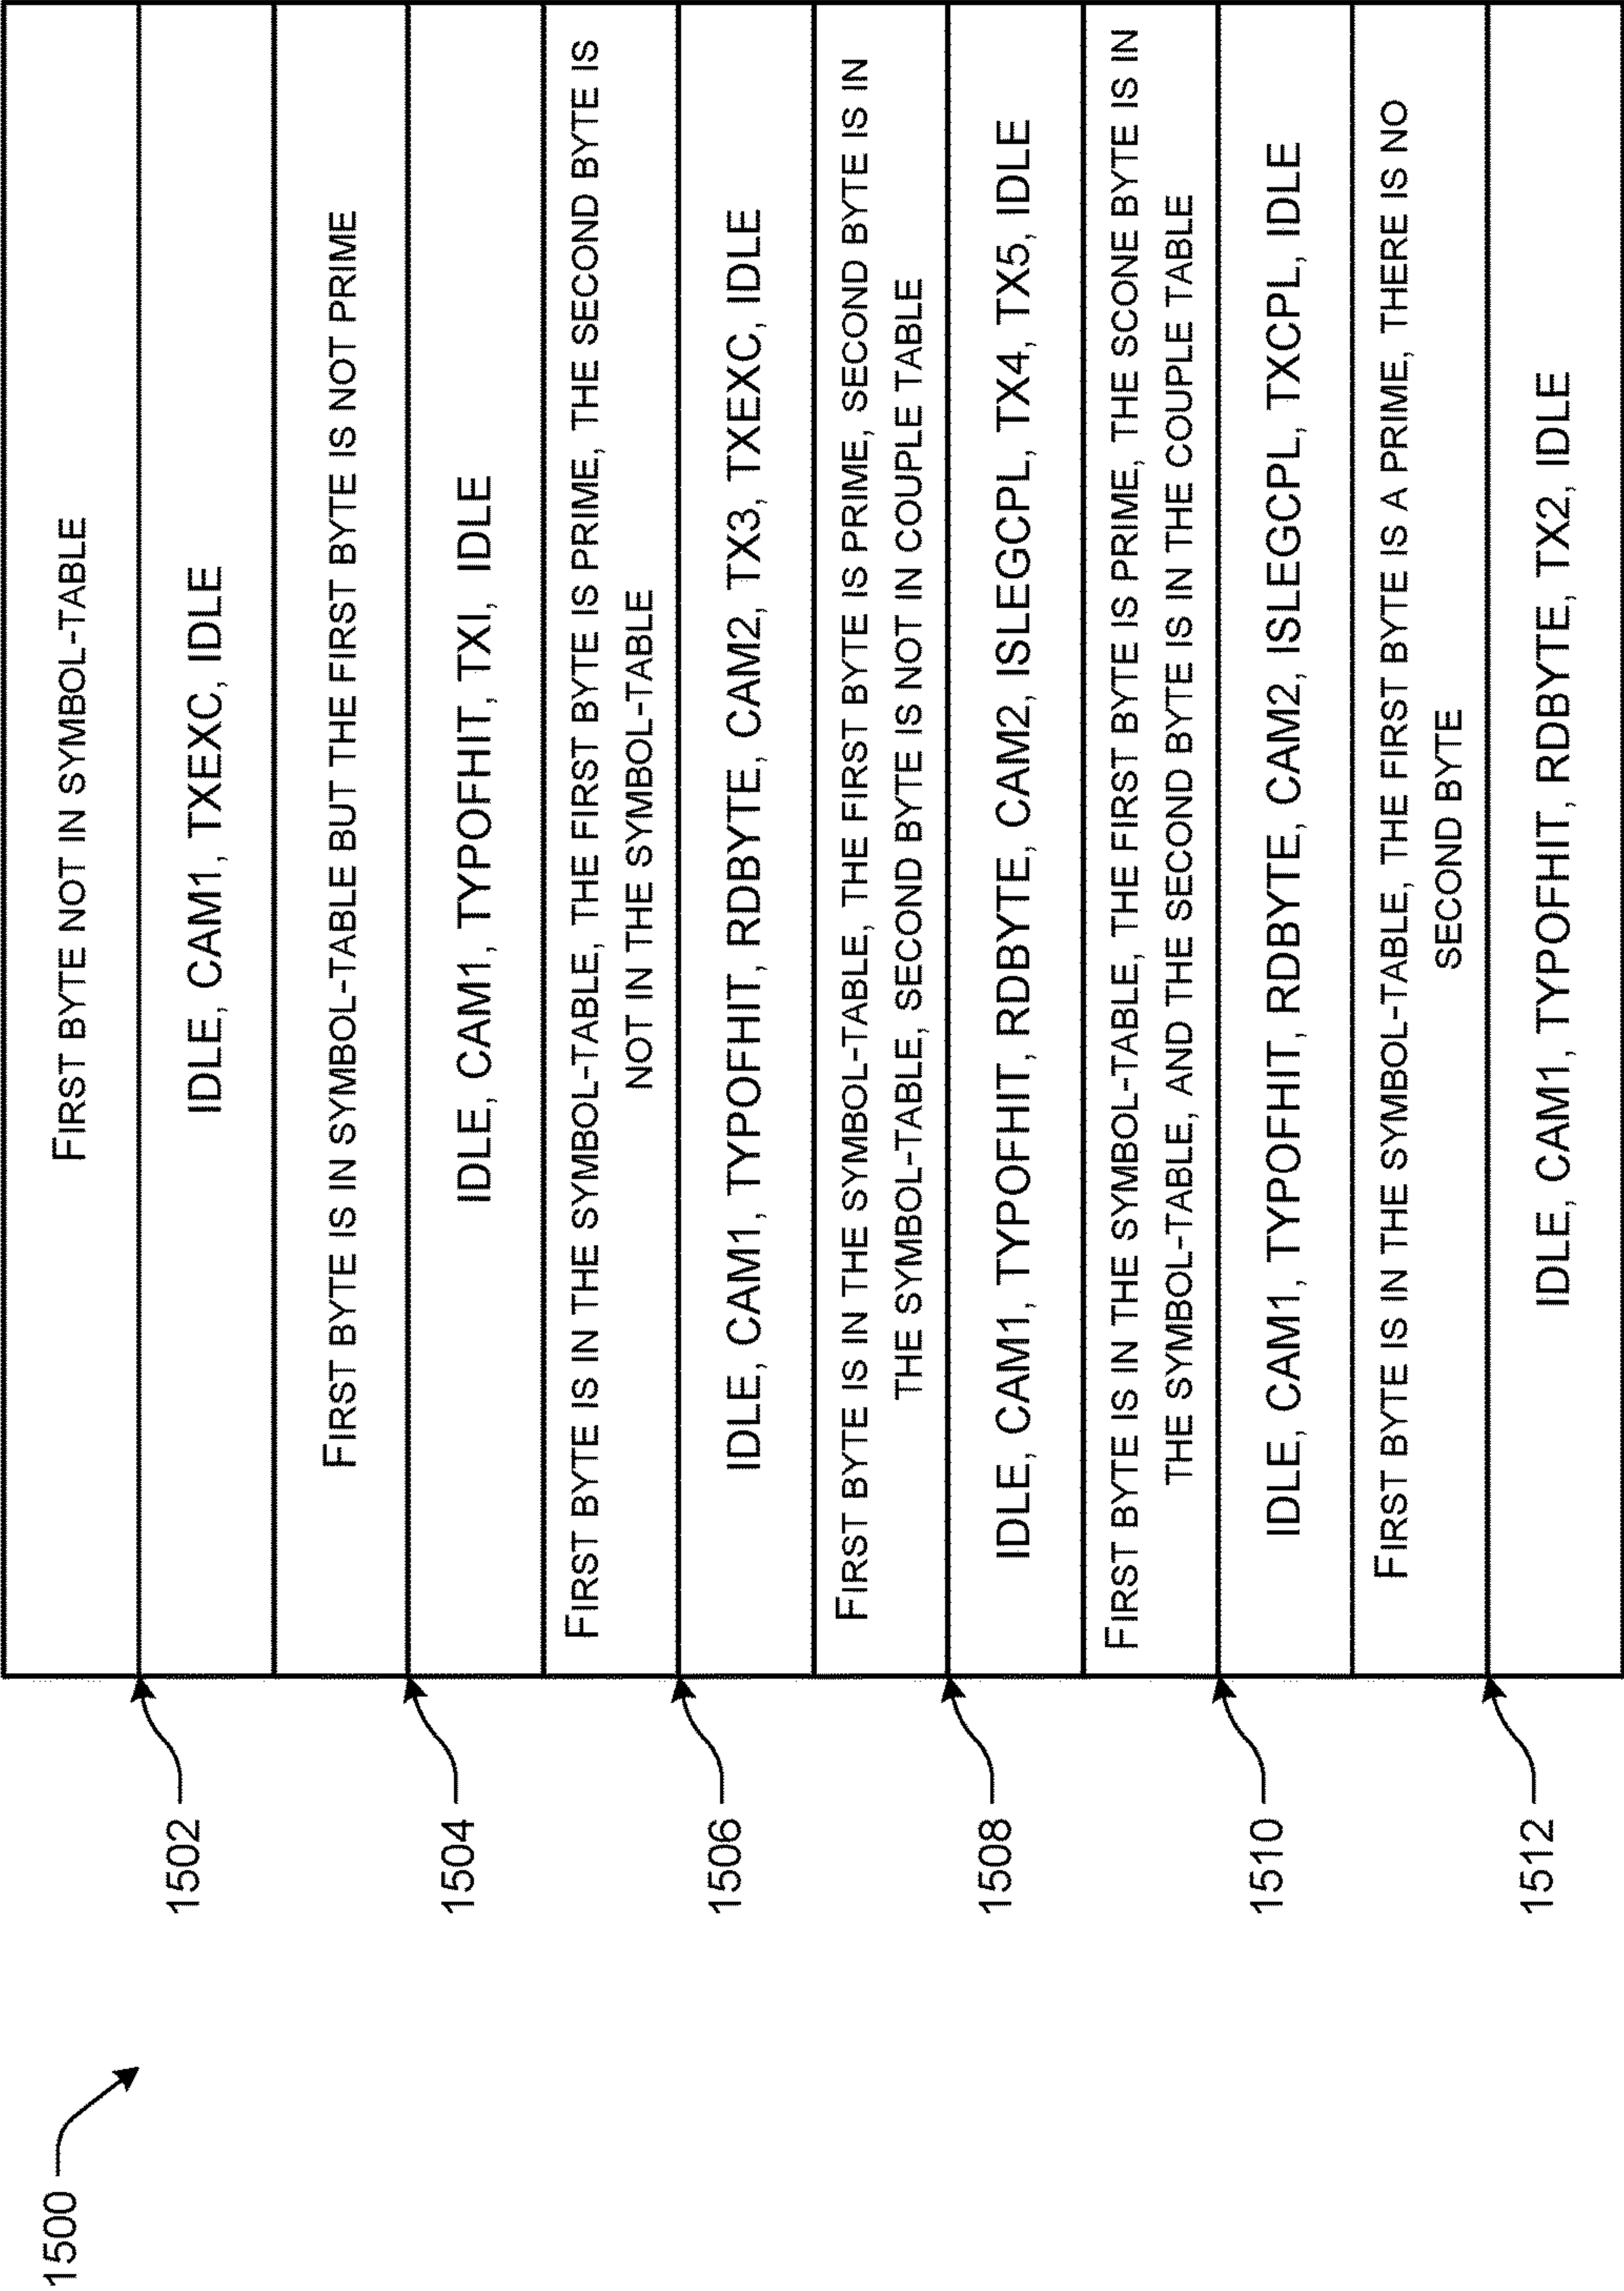 1500
1502
FIRST BYTE NOT IN SYMBOL-TABLE
IDLE, CAM1, TXEXC, IDLE
1504
FIRST BYTE IS IN SYMBOL-TABLE BUT THE FIRST BYTE IS NOT PRIME
IDLE, CAM1, TYPOFHIT, TXI, IDLE
1506
FIRST BYTE IS IN THE SYMBOL-TABLE, THE FIRST BYTE IS PRIME, THE SECOND BYTE IS
NOT IN THE SYMBOL-TABLE
IDLE, CAM1, TYPOFHIT, RDBYTE, CAM2, TX3, TXEXC, IDLE
1508
FIRST BYTE IS IN THE SYMBOL-TABLE, THE FIRST BYTE IS PRIME, SECOND BYTE IS IN
THE SYMBOL-TABLE, SECOND BYTE IS NOT IN COUPLE TABLE
IDLE, CAM1, TYPOFHIT, RDBYTE, CAM2, ISLEGCPL, TX4, TX5, IDLE
1510
FIRST BYTE IS IN THE SYMBOL-TABLE, THE FIRST BYTE IS PRIME, THE SCONE BYTE IS IN
THE SYMBOL-TABLE, AND THE SECOND BYTE IS IN THE COUPLE TABLE
IDLE, CAM1, TYPOFHIT, RDBYTE, CAM2, ISLEGCPL, TXCPL, IDLE
1512
FIRST BYTE IS IN THE SYMBOL-TABLE, THE FIRST BYTE IS A PRIME, THERE IS NO
SECOND BYTE
IDLE, CAM1, TYPOFHIT, RDBYTE, TX2, IDLE